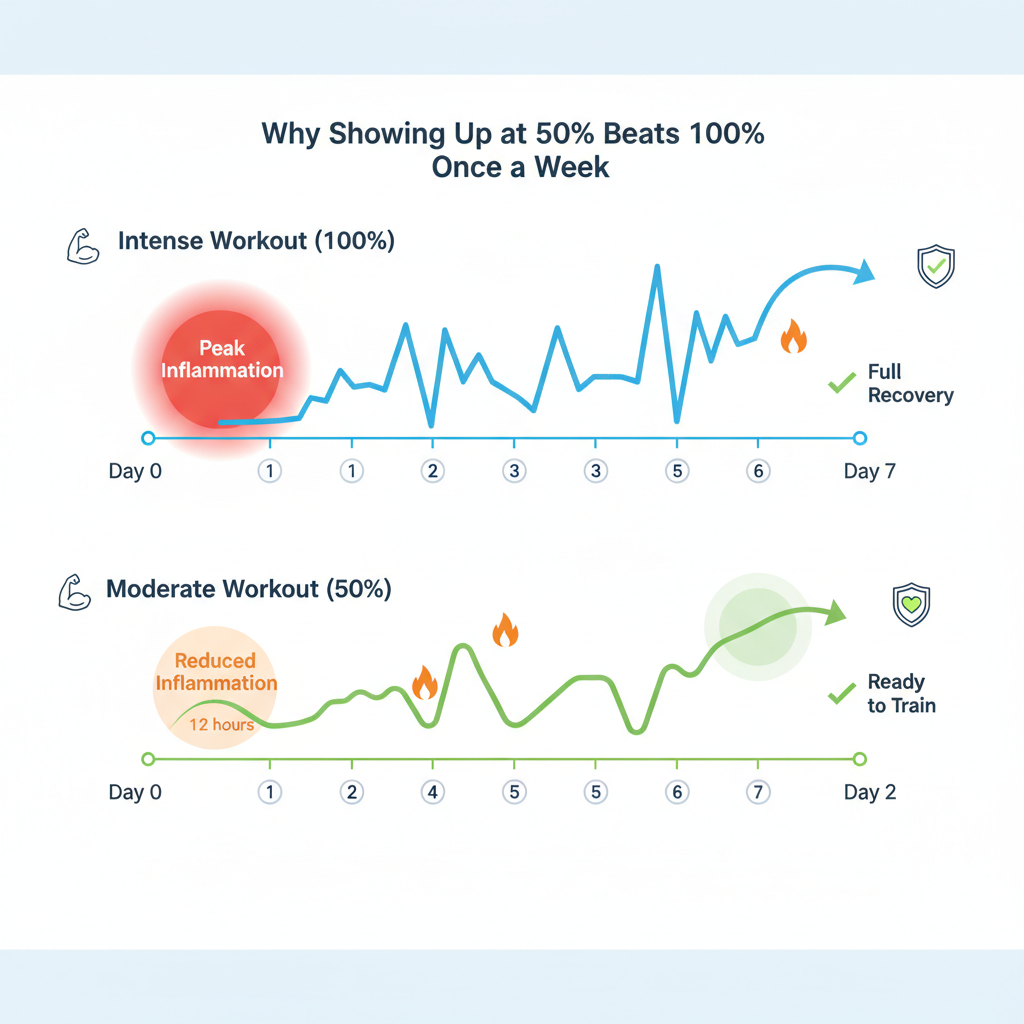 Why Showing Up at 50% Beats 100%
Once a Week
Intense Workout (100%)
Peak
Inflammation
Full
Recovery
Day 0 1 1 2 3 3 5 6 Day 7
Moderate Workout (50%)
Reduced
Inflammation
12 hours
Ready
to Train
Day 0 1 2 4 5 5 6 7 Day 2